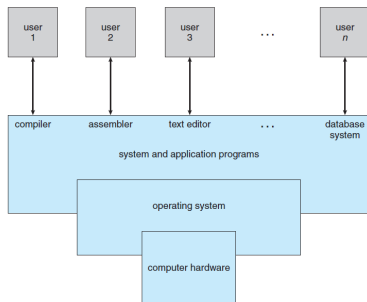 user
1
user
2
user
3
...
user
n
compiler
assembler
text editor
...
database
system
system and application programs
operating system
computer hardware